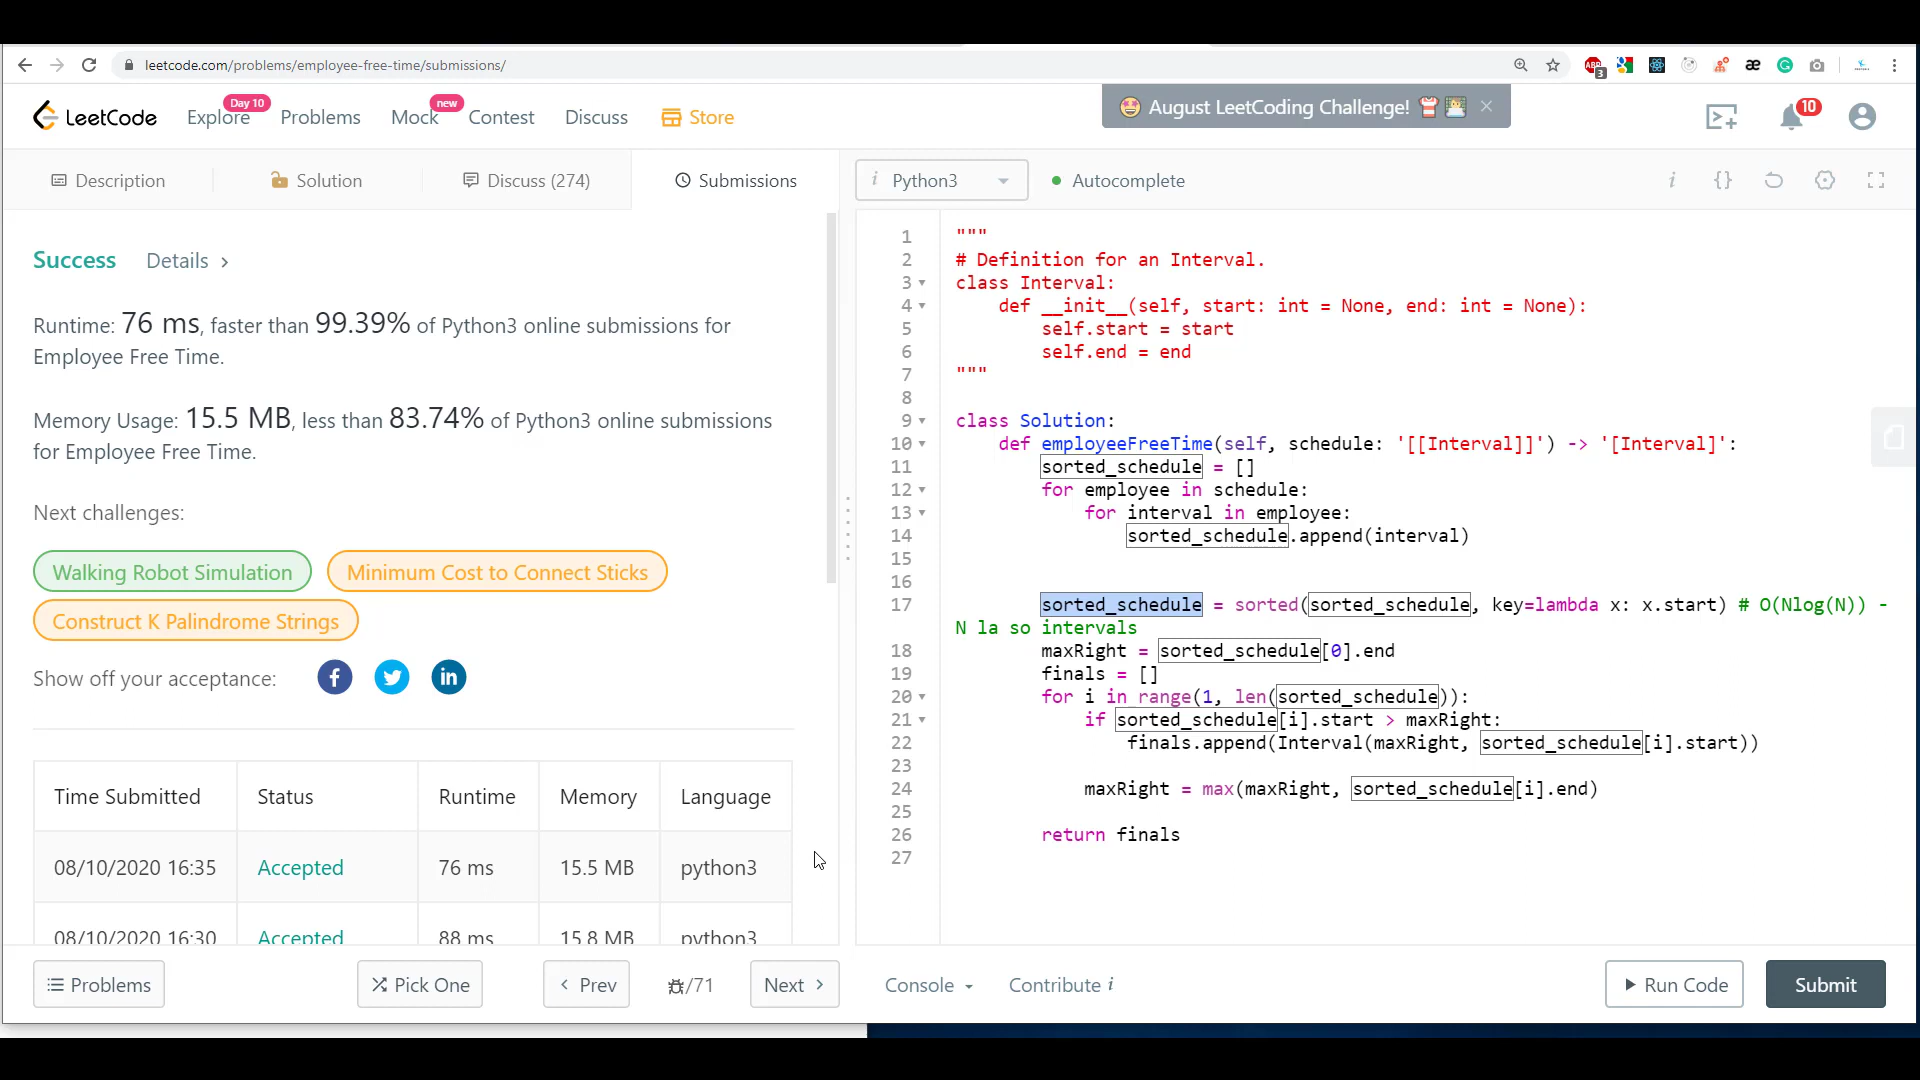 leetcode.com/problems/employee-free-time/submissions/
ABP 3
æ
LeetCode
Explore
Day 10
Problems
Mock
new
Contest
Discuss
Store
August LeetCoding Challenge!
10
Description
Solution
Discuss (274)
Submissions
i Python3
Autocomplete
i {}
Success
Details
Runtime: 76 ms, faster than 99.39% of Python3 online submissions for
Employee Free Time.
Memory Usage: 15.5 MB, less than 83.74% of Python3 online submissions
for Employee Free Time.
Next challenges:
Walking Robot Simulation
Minimum Cost to Connect Sticks
Construct K Palindrome Strings
Show off your acceptance:
Time Submitted Status Runtime Memory Language
08/10/2020 16:35 Accepted 76 ms 15.5 MB python3
08/10/2020 16:30 Accepted 88 ms 15.8 MB python3
1 """
2 # Definition for an Interval.
3 class Interval:
4 def __init__(self, start: int = None, end: int = None):
5 self.start = start
6 self.end = end
7 """
8
9 class Solution:
10 def employeeFreeTime(self, schedule: '[[Interval]]') -> '[Interval]':
11 sorted_schedule = []
12 for employee in schedule:
13 for interval in employee:
14 sorted_schedule.append(interval)
15
16
17 sorted_schedule = sorted(sorted_schedule, key=lambda x: x.start) # O(Nlog(N)) -
N la so intervals
18 maxRight = sorted_schedule[0].end
19 finals = []
20 for i in range(1, len(sorted_schedule)):
21 if sorted_schedule[i].start > maxRight:
22 finals.append(Interval(maxRight, sorted_schedule[i].start))
23
24 maxRight = max(maxRight, sorted_schedule[i].end)
25
26 return finals
27
Problems
Pick One
Prev
/71
Next
Console
Contribute i
Run Code
Submit